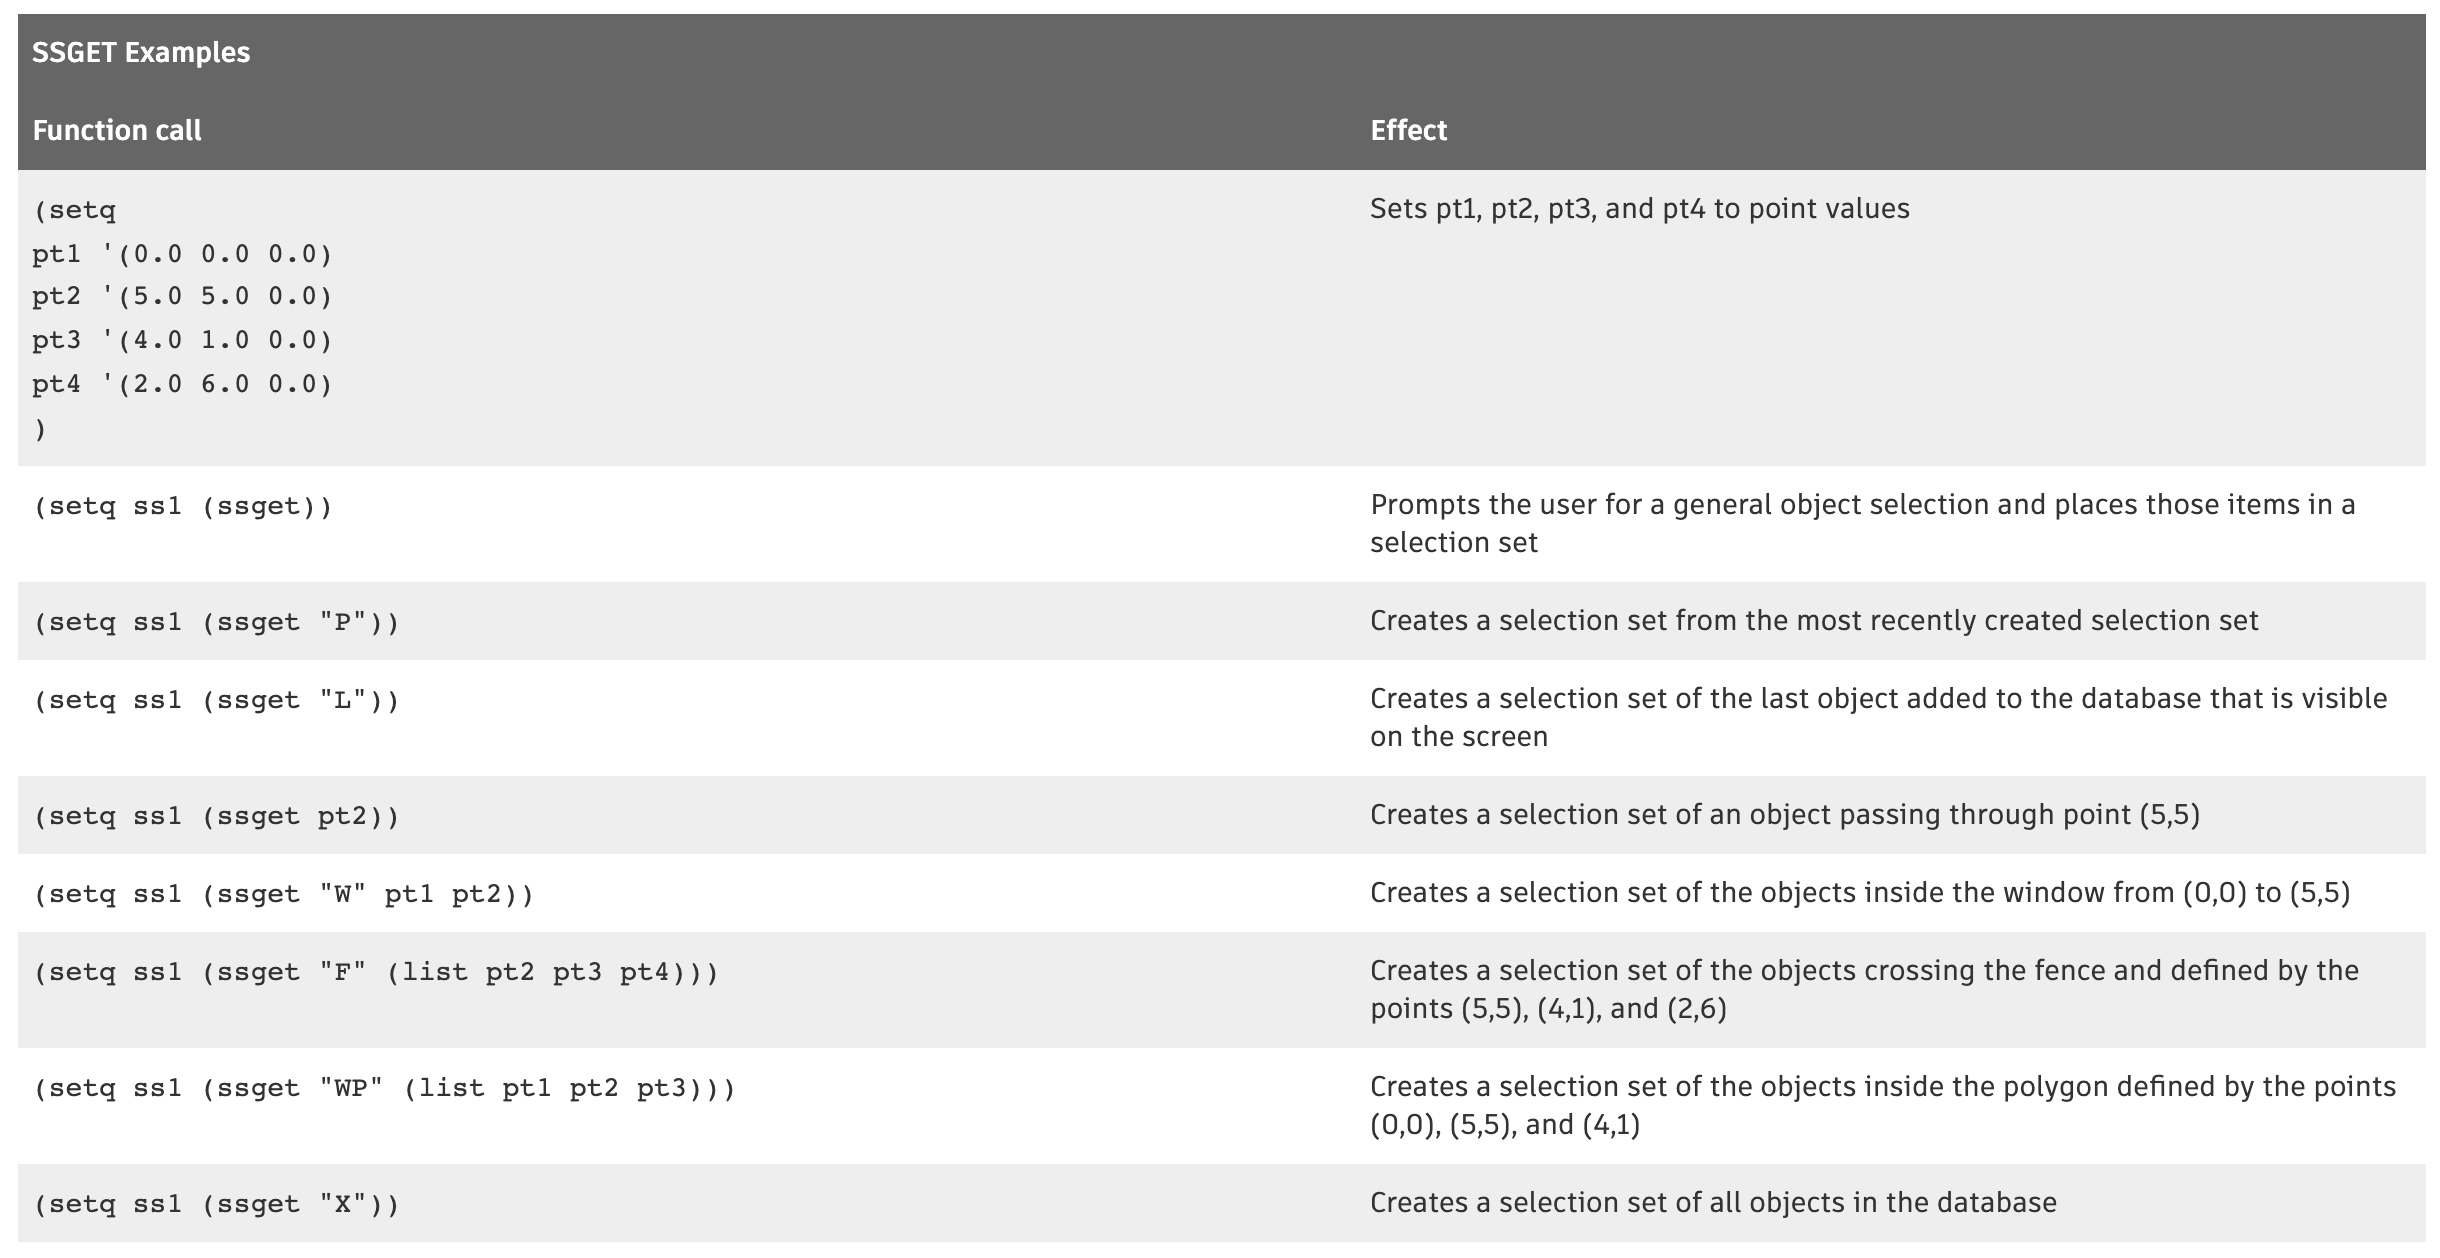 SSGET Examples
Function call
Effect
(setq
pt1 '(0.0 0.0 0.0)
pt2 '(5.0 5.0 0.0)
pt3 '(4.0 1.0 0.0)
pt4 '(2.0 6.0 0.0)
)
Sets pt1, pt2, pt3, and pt4 to point values
(setq ss1 (ssget))
Prompts the user for a general object selection and places those items in a
selection set
(setq ss1 (ssget "P"))
Creates a selection set from the most recently created selection set
(setq ss1 (ssget "L"))
Creates a selection set of the last object added to the database that is visible
on the screen
(setq ss1 (ssget pt2))
Creates a selection set of an object passing through point (5,5)
(setq ss1 (ssget "W" pt1 pt2))
Creates a selection set of the objects inside the window from (0,0) to (5,5)
(setq ss1 (ssget "F" (list pt2 pt3 pt4)))
Creates a selection set of the objects crossing the fence and defined by the
points (5,5), (4,1), and (2,6)
(setq ss1 (ssget "WP" (list pt1 pt2 pt3)))
Creates a selection set of the objects inside the polygon defined by the points
(0,0), (5,5), and (4,1)
(setq ss1 (ssget "X"))
Creates a selection set of all objects in the database